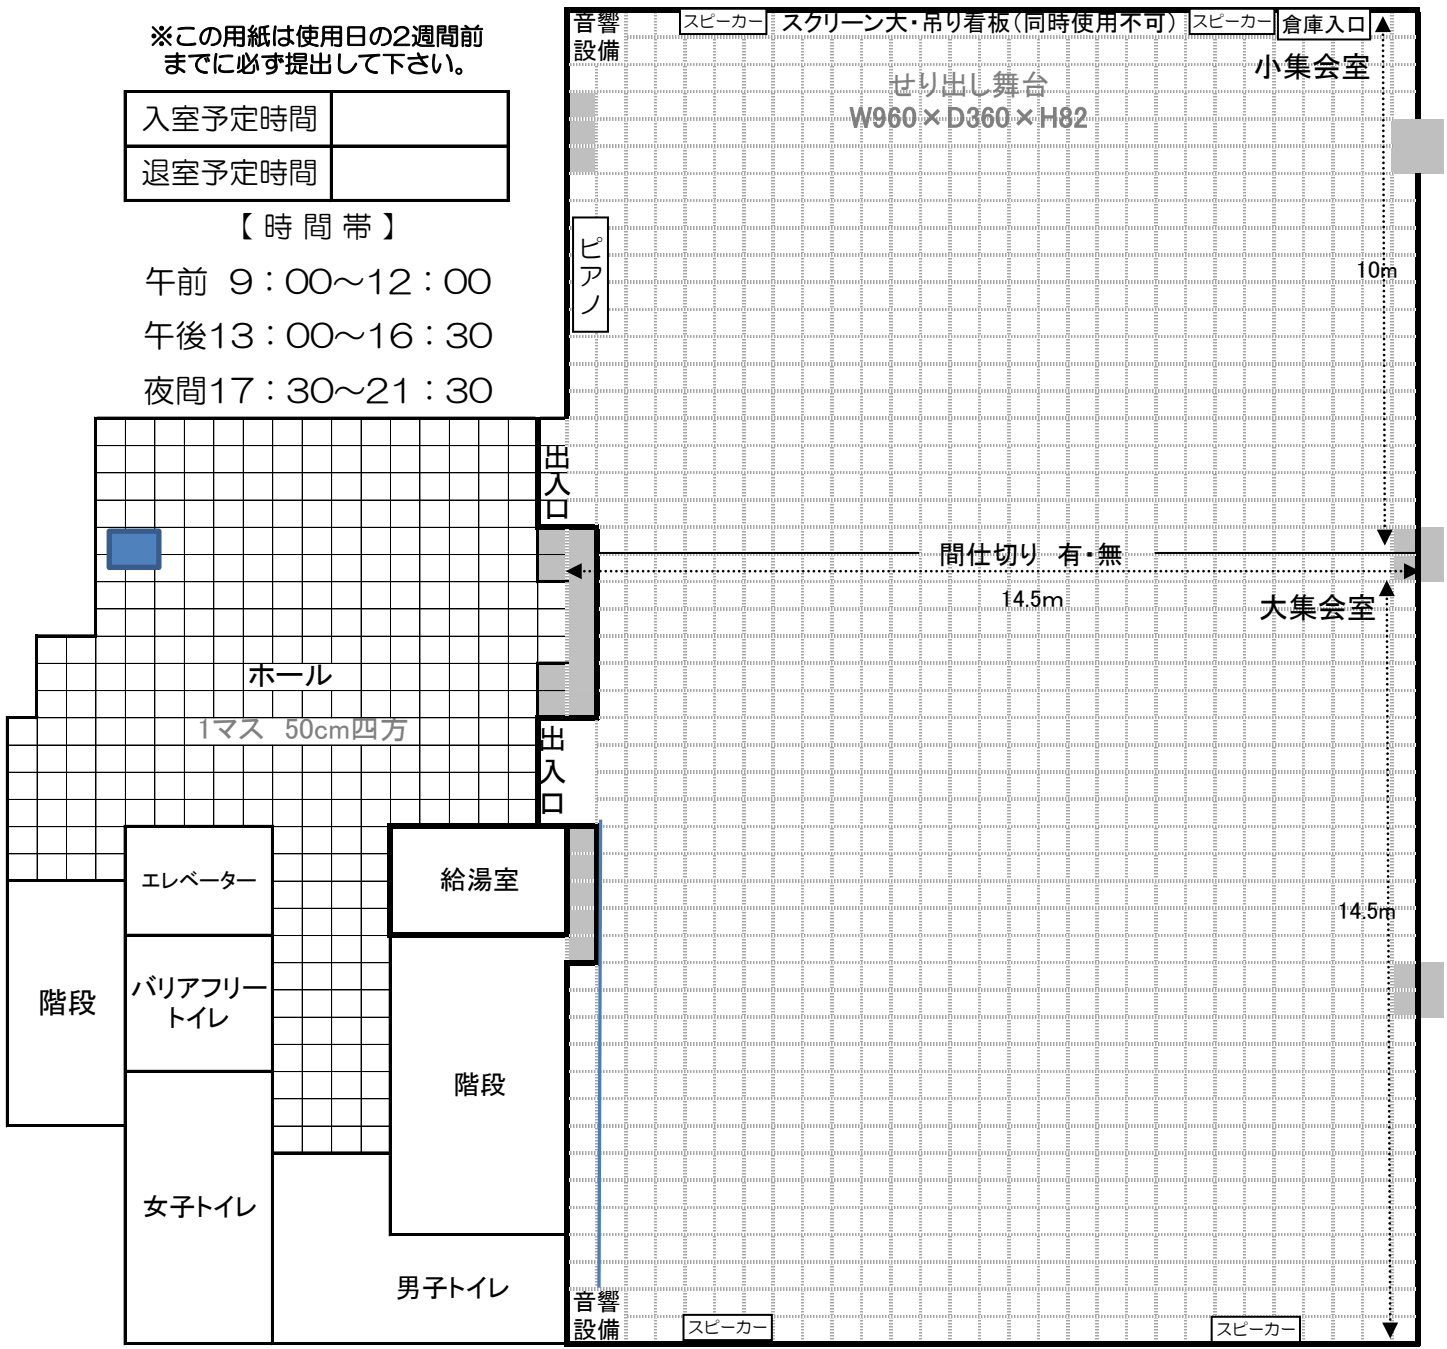 ※この用紙は使用日の2週間前
までに必ず提出して下さい。
入室予定時間
退室予定時間
【 時 間 帯 】
午前 9：00～12：00
午後13：00～16：30
夜間17：30～21：30
音響
設備
スピーカー
スクリーン大・吊り看板（同時使用不可）
スピーカー
倉庫入口
小集会室
せり出し舞台
W960×D360×H82
ピアノ
10m
出入口
間仕切り 有・無
14.5m
大集会室
ホール
1マス 50cm四方
出入口
エレベーター
給湯室
14.5m
階段
バリアフリー
トイレ
階段
女子トイレ
男子トイレ
音響
設備
スピーカー
スピーカー